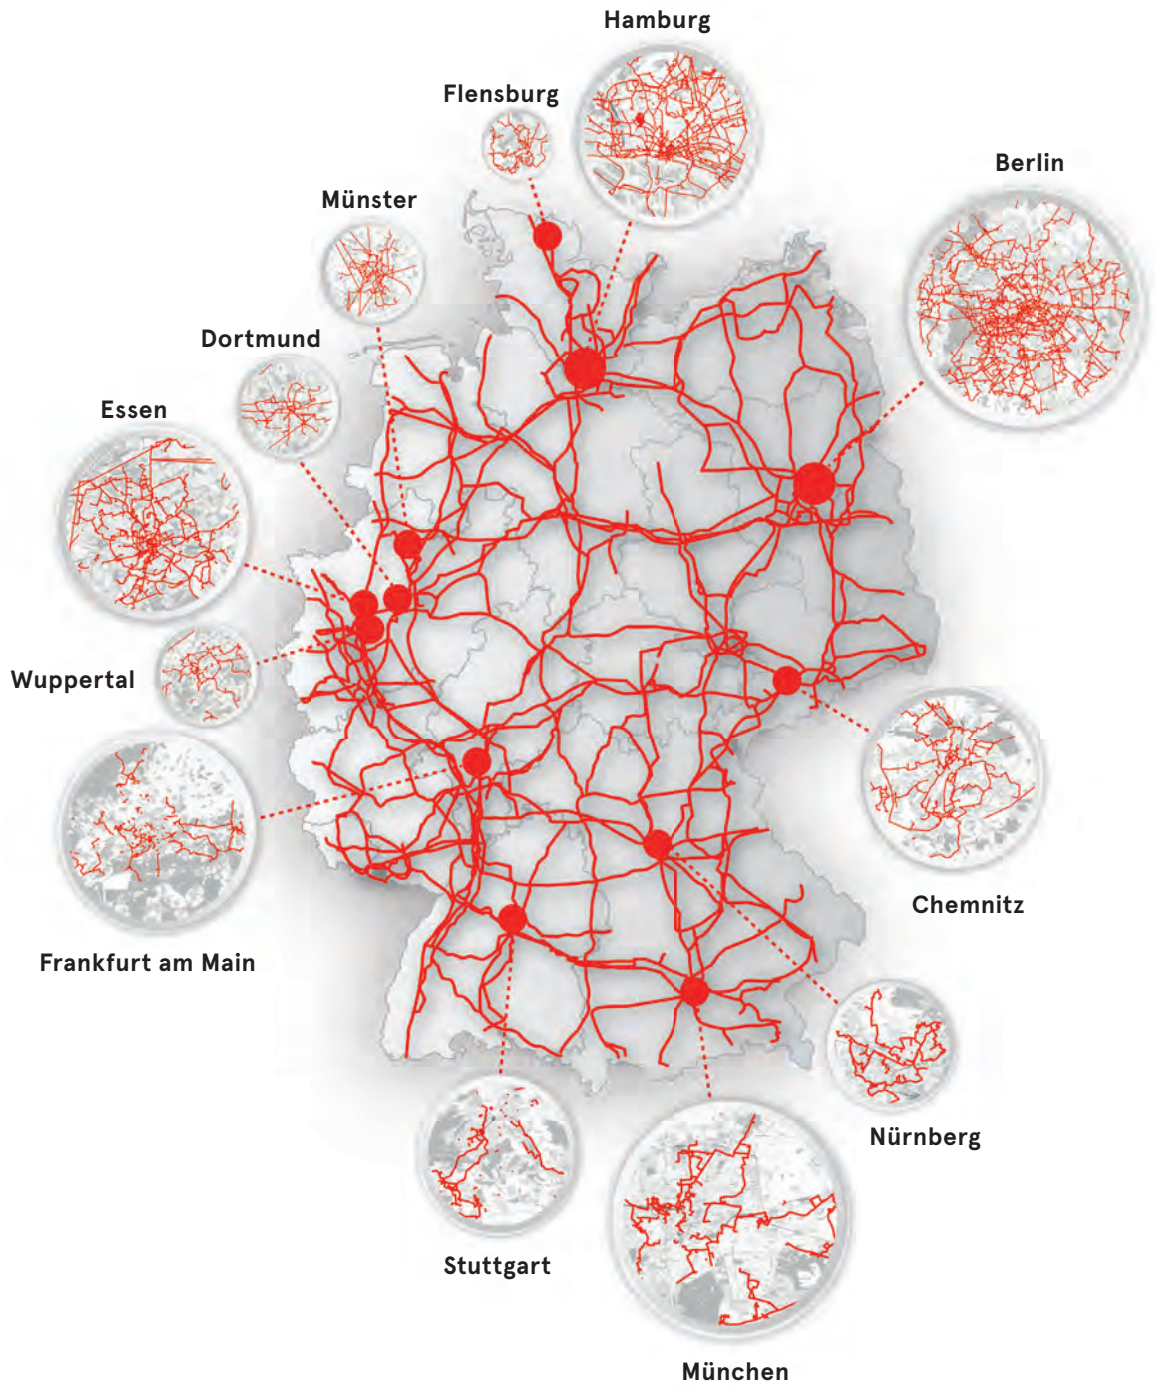 Hamburg
Flensburg
Berlin
Münster
Dortmund
Essen
Wuppertal
Chemnitz
Frankfurt am Main
Nürnberg
Stuttgart
München